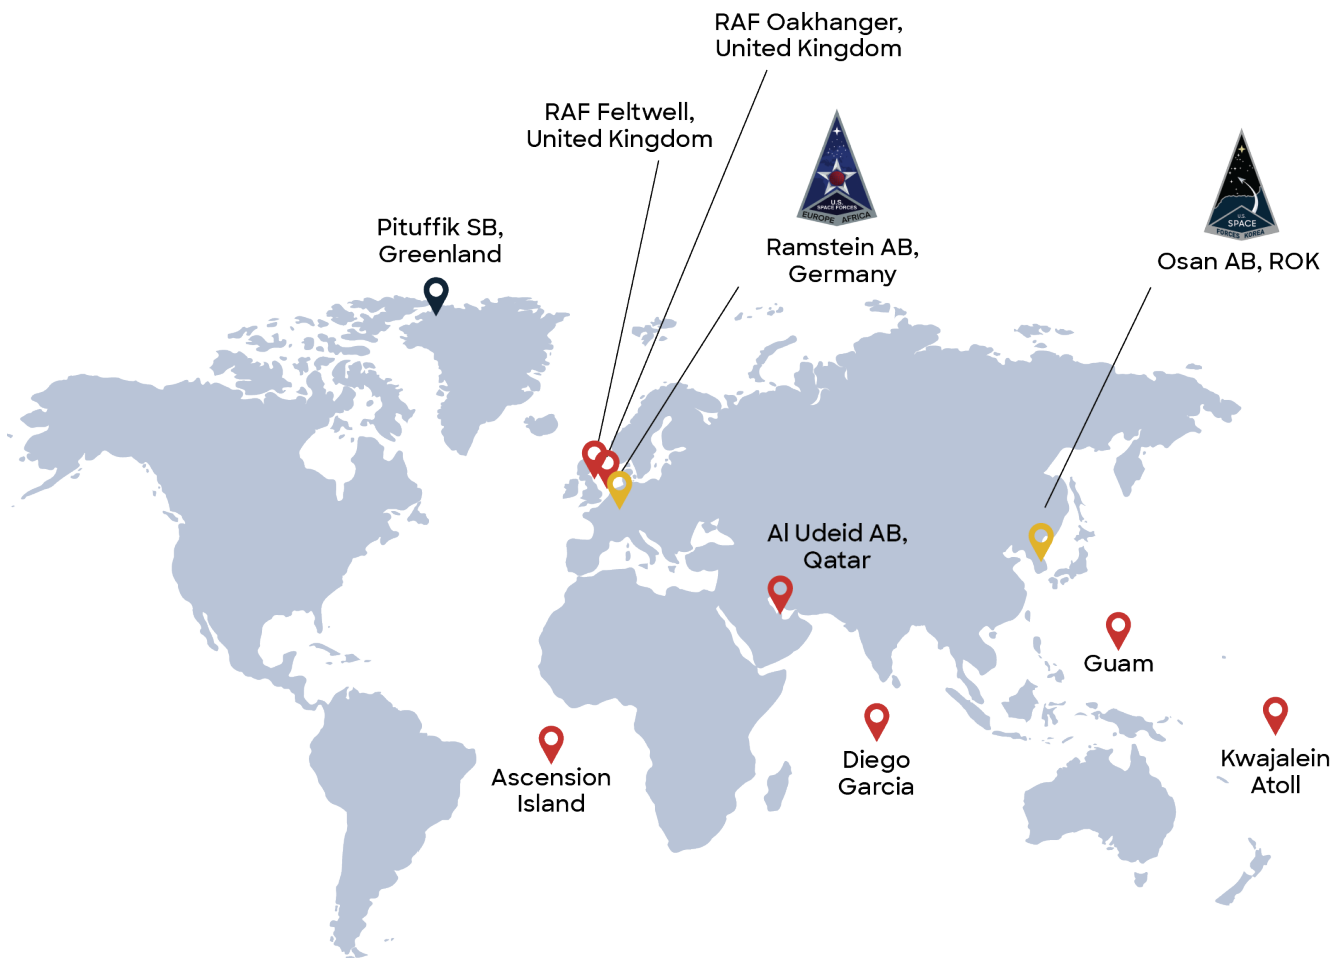 RAF Oakhanger,
United Kingdom
RAF Feltwell,
United Kingdom
U.S.
SPACE FORCES
EUROPE AFRICA
U.S.
SPACE
FORCES KOREA
Pituffik SB,
Greenland
Ramstein AB,
Germany
Osan AB, ROK
Al Udeid AB,
Qatar
Guam
Ascension
Island
Diego
Garcia
Kwajalein
Atoll